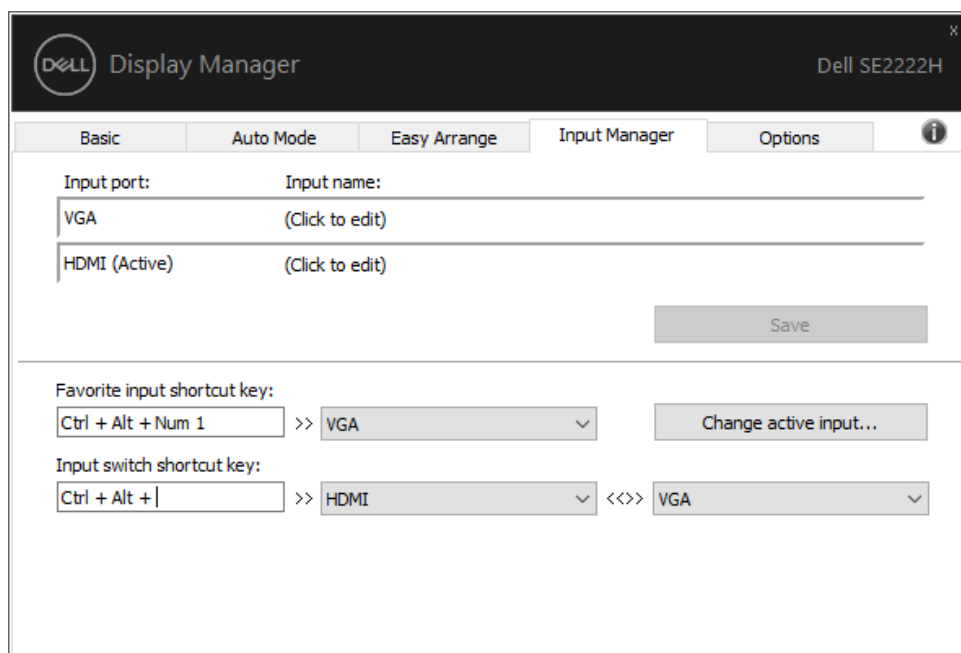 x
DELL Display Manager Dell SE2222H
Basic Auto Mode Easy Arrange Input Manager Options i
Input port: Input name:
VGA (Click to edit)
HDMI (Active) (Click to edit)
Save
Favorite input shortcut key:
Ctrl + Alt + Num 1 >> VGA Change active input...
Input switch shortcut key:
Ctrl + Alt + >> HDMI <<>> VGA